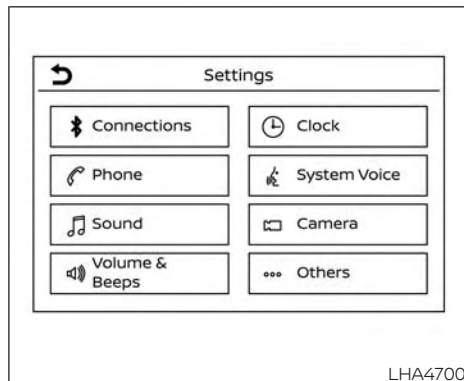 Settings
Connections
Clock
Phone
System Voice
Sound
Camera
Volume &
Beeps
Others
LHA4700